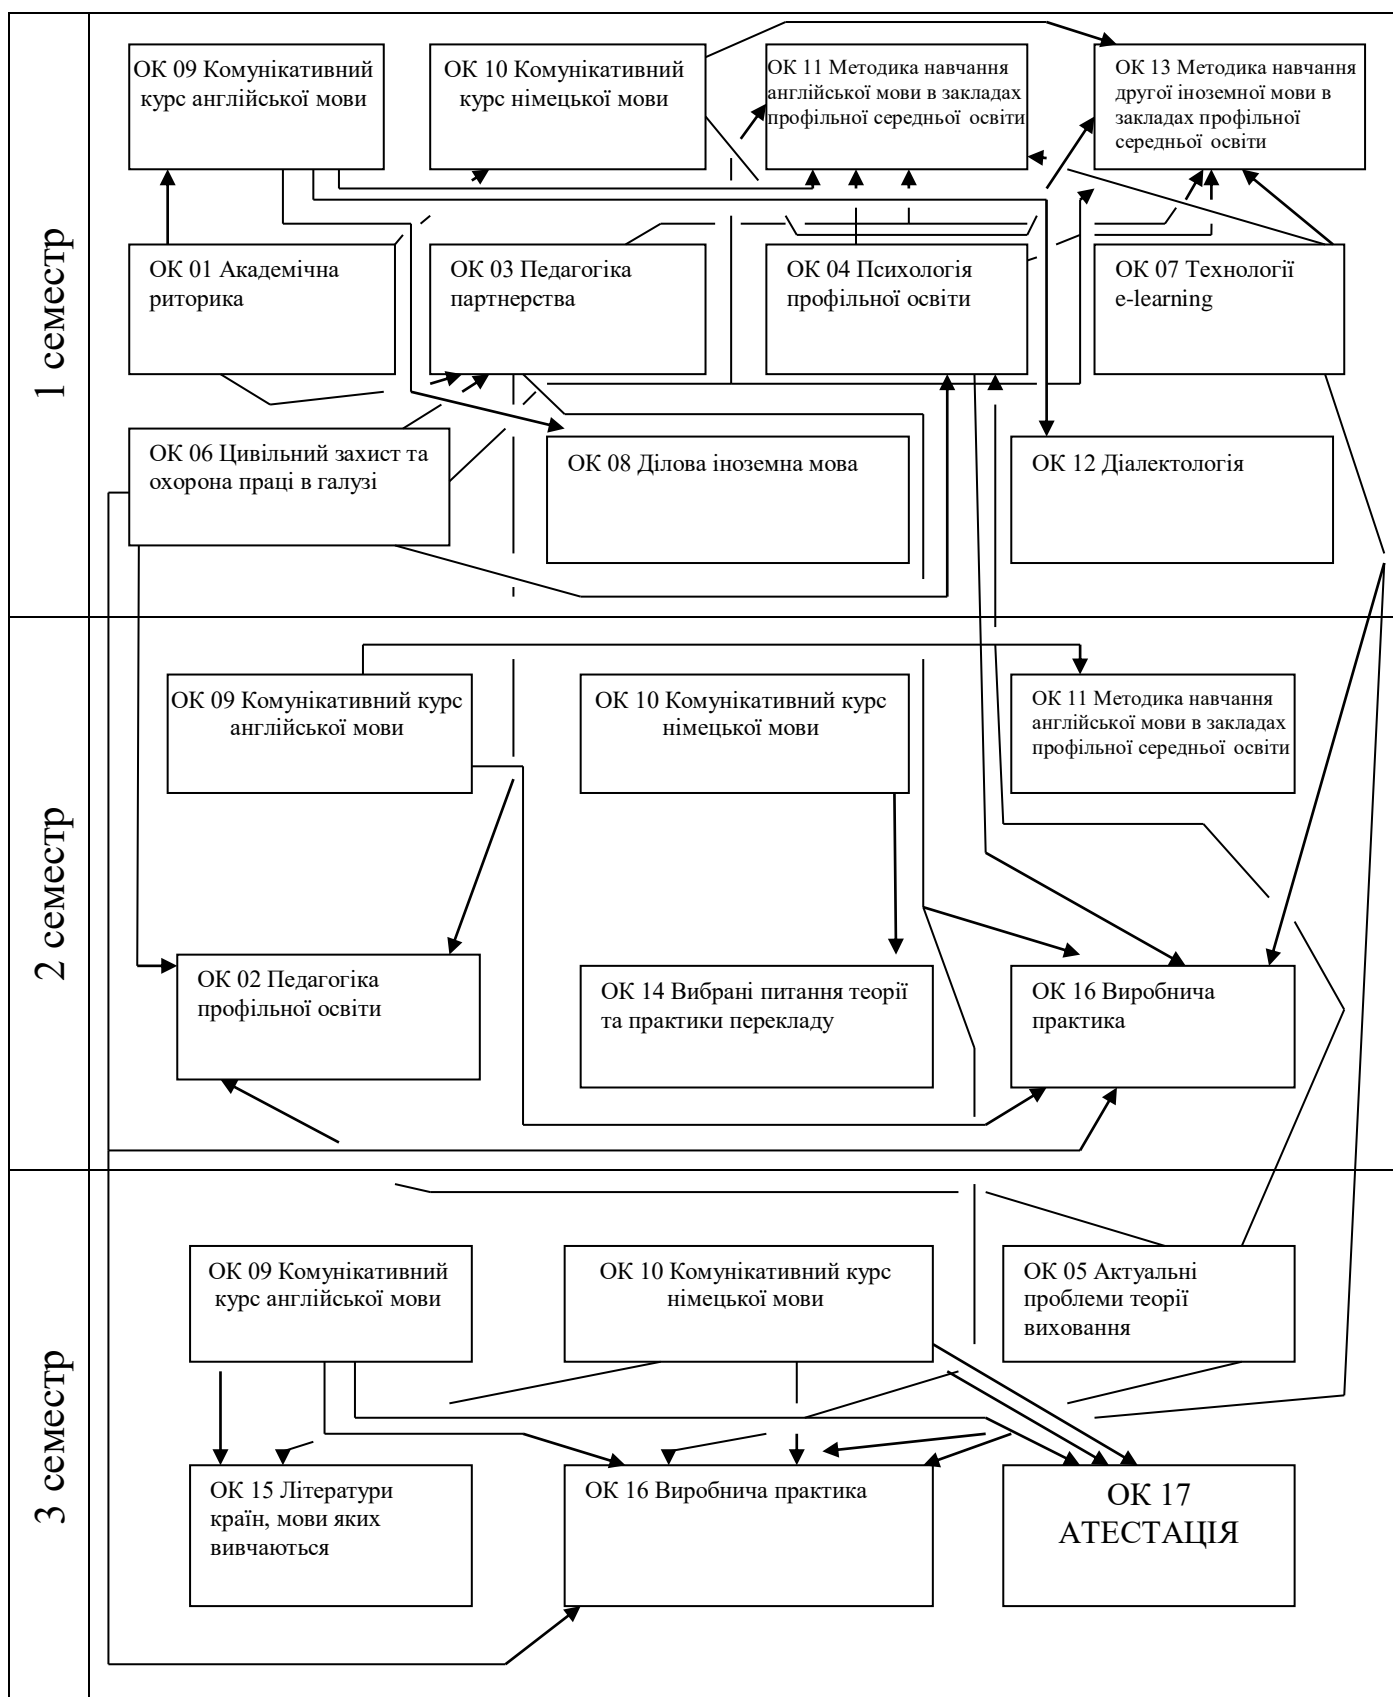 1 семестр
ОК 09 Комунікативний
курс англійської мови
ОК 10 Комунікативний
курс німецької мови
ОК 11 Методика навчання
англійської мови в закладах
профільної середньої освіти
ОК 13 Методика навчання
другої іноземної мови в
закладах профільної
середньої освіти
ОК 01 Академічна
риторика
ОК 03 Педагогіка
партнерства
ОК 04 Психологія
профільної освіти
ОК 07 Технології
e-learning
ОК 06 Цивільний захист та
охорона праці в галузі
ОК 08 Ділова іноземна мова
ОК 12 Діалектологія
2 семестр
ОК 09 Комунікативний курс
англійської мови
ОК 10 Комунікативний курс
німецької мови
ОК 11 Методика навчання
англійської мови в закладах
профільної середньої освіти
ОК 02 Педагогіка
профільної освіти
ОК 14 Вибрані питання теорії
та практики перекладу
ОК 16 Виробнича
практика
3 семестр
ОК 09 Комунікативний
курс англійської мови
ОК 10 Комунікативний курс
німецької мови
ОК 05 Актуальні
проблеми теорії
виховання
ОК 15 Літератури
країн, мови яких
вивчаються
ОК 16 Виробнича практика
ОК 17
АТЕСТАЦІЯ